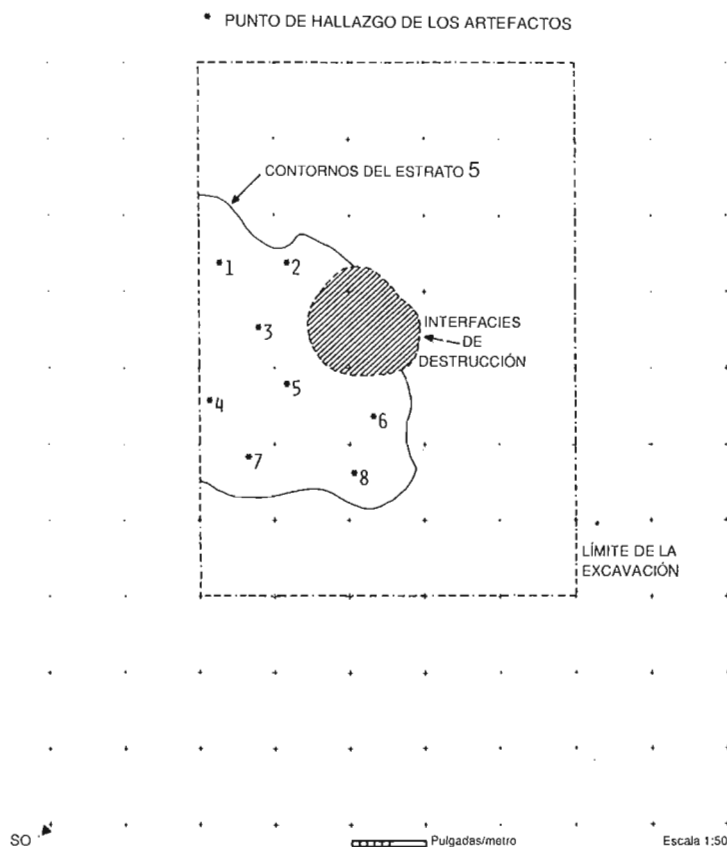 * PUNTO DE HALLAZGO DE LOS ARTEFACTOS
CONTORNOS DEL ESTRATO 5
*1
*2
*3
INTERFACIES
DE
DESTRUCCIÓN
*5
*4
*6
*7
*8
LÍMITE DE LA
EXCAVACIÓN
SO
Pulgadas/metro
Escala 1:50